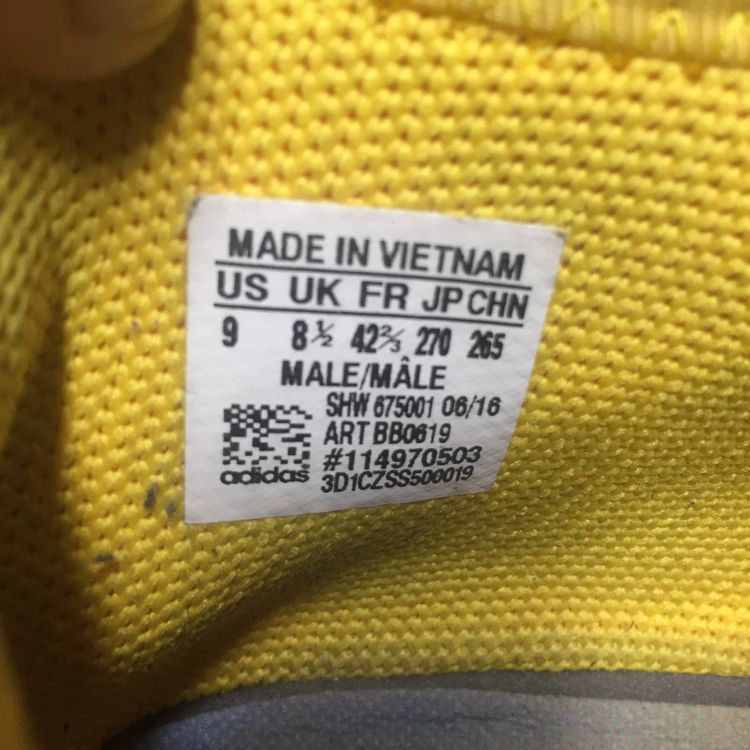 MADE IN VIETNAM
US UK FR JP CHN
9 8½ 42⅔ 270 265
MALE/MÂLE
SHW 675001 06/16
ART BB0619
#114970503
adidas 3D1CZSS500019